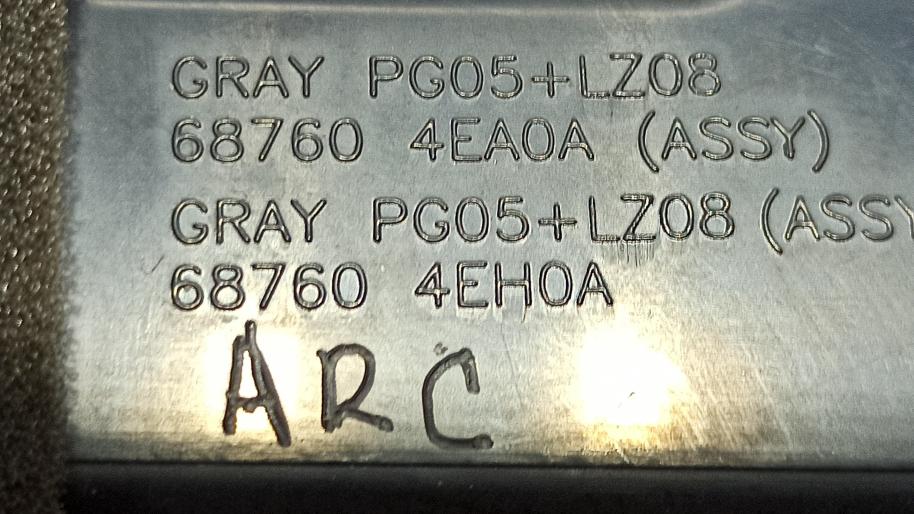 GRAY PG05+LZ08
68760 4EA0A (ASSY)
GRAY PG05+LZ08 (ASSY
68760 4EH0A
ARC